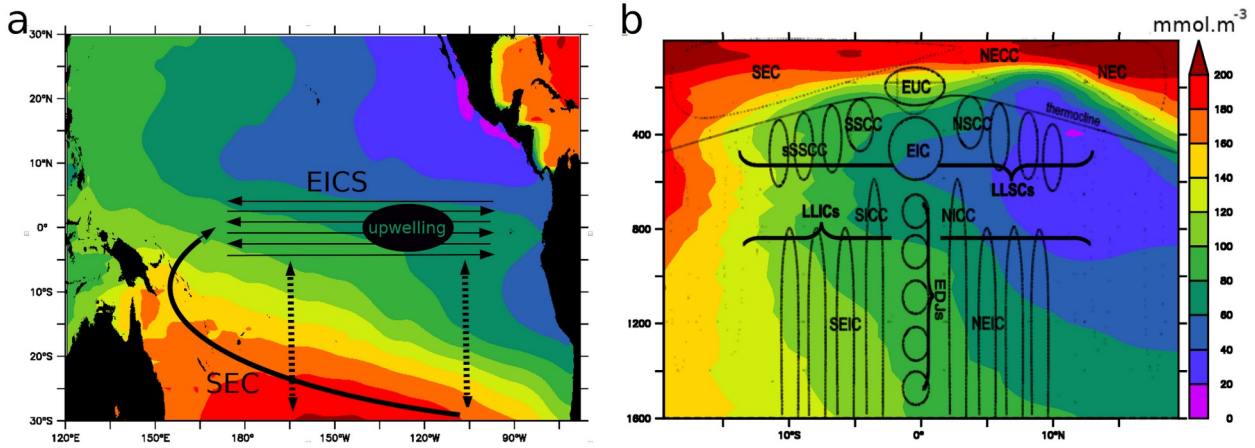 a
30°N
20°N
10°N
0°
10°S
20°S
30°S
120°E
150°E
180°
150°W
120°W
90°W
EICS
upwelling
SEC
b
mmol.m⁻³
400
800
1200
1600
10°S
0°
10°N
SEC
NECC
NEC
EUC
thermocline
SSCC
NSCC
sSSCC
EIC
LLSCs
LLICs
SICC
NICC
EDJs
SEIC
NEIC
200
180
160
140
120
100
80
60
40
20
0